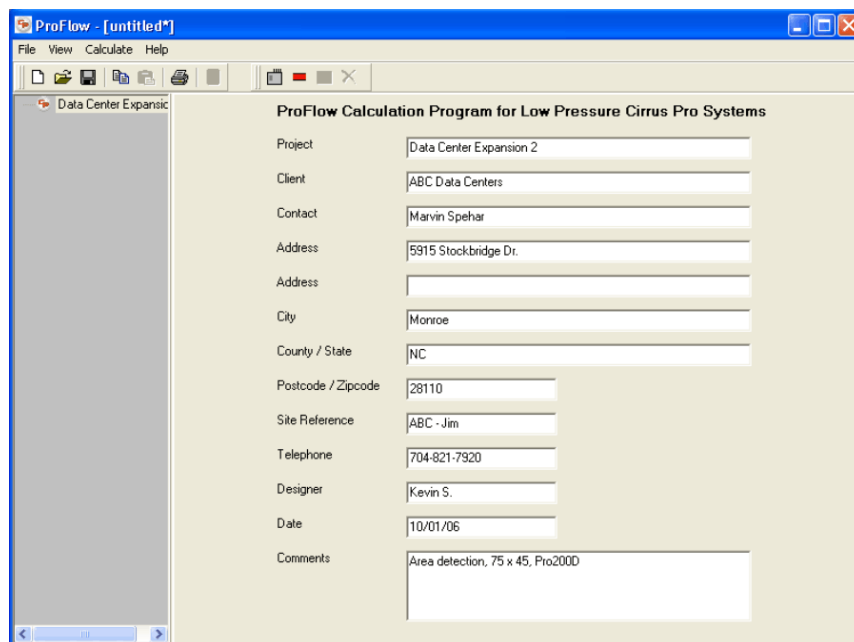 ProFlow - [untitled*]
File View Calculate Help
Data Center Expansic
ProFlow Calculation Program for Low Pressure Cirrus Pro Systems
Project Data Center Expansion 2
Client ABC Data Centers
Contact Marvin Spehar
Address 5915 Stockbridge Dr.
Address
City Monroe
County / State NC
Postcode / Zipcode 28110
Site Reference ABC - Jim
Telephone 704-821-7920
Designer Kevin S.
Date 10/01/06
Comments Area detection, 75 x 45, Pro200D